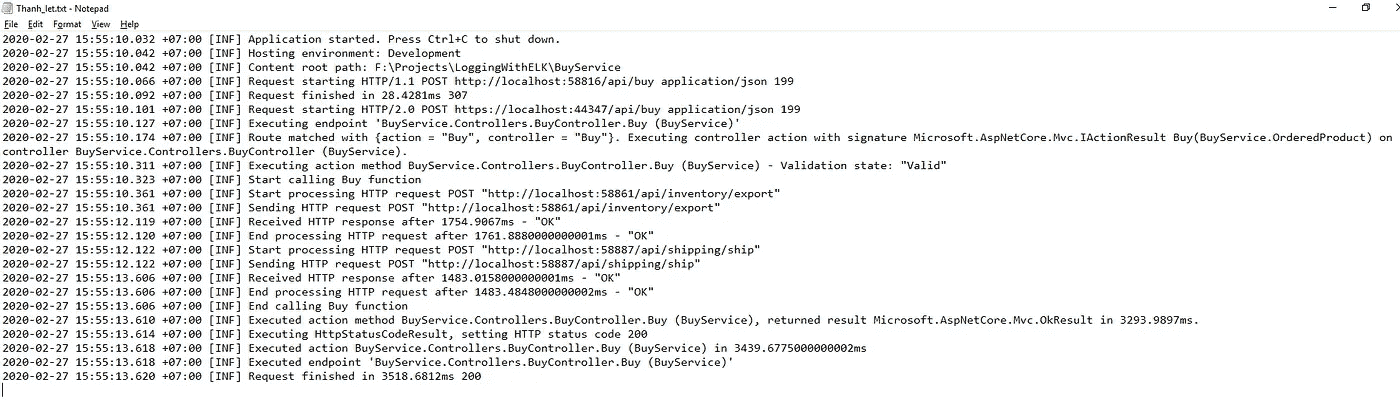 Thanh_let.txt - Notepad
File Edit Format View Help
2020-02-27 15:55:10.032 +07:00 [INF] Application started. Press Ctrl+C to shut down.
2020-02-27 15:55:10.042 +07:00 [INF] Hosting environment: Development
2020-02-27 15:55:10.042 +07:00 [INF] Content root path: F:\Projects\LoggingWithELK\BuyService
2020-02-27 15:55:10.066 +07:00 [INF] Request starting HTTP/1.1 POST http://localhost:58816/api/buy application/json 199
2020-02-27 15:55:10.092 +07:00 [INF] Request finished in 28.4281ms 307
2020-02-27 15:55:10.101 +07:00 [INF] Request starting HTTP/2.0 POST https://localhost:44347/api/buy application/json 199
2020-02-27 15:55:10.127 +07:00 [INF] Executing endpoint 'BuyService.Controllers.BuyController.Buy (BuyService)'
2020-02-27 15:55:10.174 +07:00 [INF] Route matched with {action = "Buy", controller = "Buy"}. Executing controller action with signature Microsoft.AspNetCore.Mvc.IActionResult Buy(BuyService.OrderedProduct) on
controller BuyService.Controllers.BuyController (BuyService).
2020-02-27 15:55:10.311 +07:00 [INF] Executing action method BuyService.Controllers.BuyController.Buy (BuyService) - Validation state: "Valid"
2020-02-27 15:55:10.323 +07:00 [INF] Start calling Buy function
2020-02-27 15:55:10.361 +07:00 [INF] Start processing HTTP request POST "http://localhost:58861/api/inventory/export"
2020-02-27 15:55:10.361 +07:00 [INF] Sending HTTP request POST "http://localhost:58861/api/inventory/export"
2020-02-27 15:55:12.119 +07:00 [INF] Received HTTP response after 1754.9067ms - "OK"
2020-02-27 15:55:12.120 +07:00 [INF] End processing HTTP request after 1761.8880000000001ms - "OK"
2020-02-27 15:55:12.122 +07:00 [INF] Start processing HTTP request POST "http://localhost:58887/api/shipping/ship"
2020-02-27 15:55:12.122 +07:00 [INF] Sending HTTP request POST "http://localhost:58887/api/shipping/ship"
2020-02-27 15:55:13.606 +07:00 [INF] Received HTTP response after 1483.0158000000001ms - "OK"
2020-02-27 15:55:13.606 +07:00 [INF] End processing HTTP request after 1483.4848000000002ms - "OK"
2020-02-27 15:55:13.606 +07:00 [INF] End calling Buy function
2020-02-27 15:55:13.610 +07:00 [INF] Executed action method BuyService.Controllers.BuyController.Buy (BuyService), returned result Microsoft.AspNetCore.Mvc.OkResult in 3293.9897ms.
2020-02-27 15:55:13.614 +07:00 [INF] Executing HttpStatusCodeResult, setting HTTP status code 200
2020-02-27 15:55:13.618 +07:00 [INF] Executed action BuyService.Controllers.BuyController.Buy (BuyService) in 3439.6775000000002ms
2020-02-27 15:55:13.618 +07:00 [INF] Executed endpoint 'BuyService.Controllers.BuyController.Buy (BuyService)'
2020-02-27 15:55:13.620 +07:00 [INF] Request finished in 3518.6812ms 200